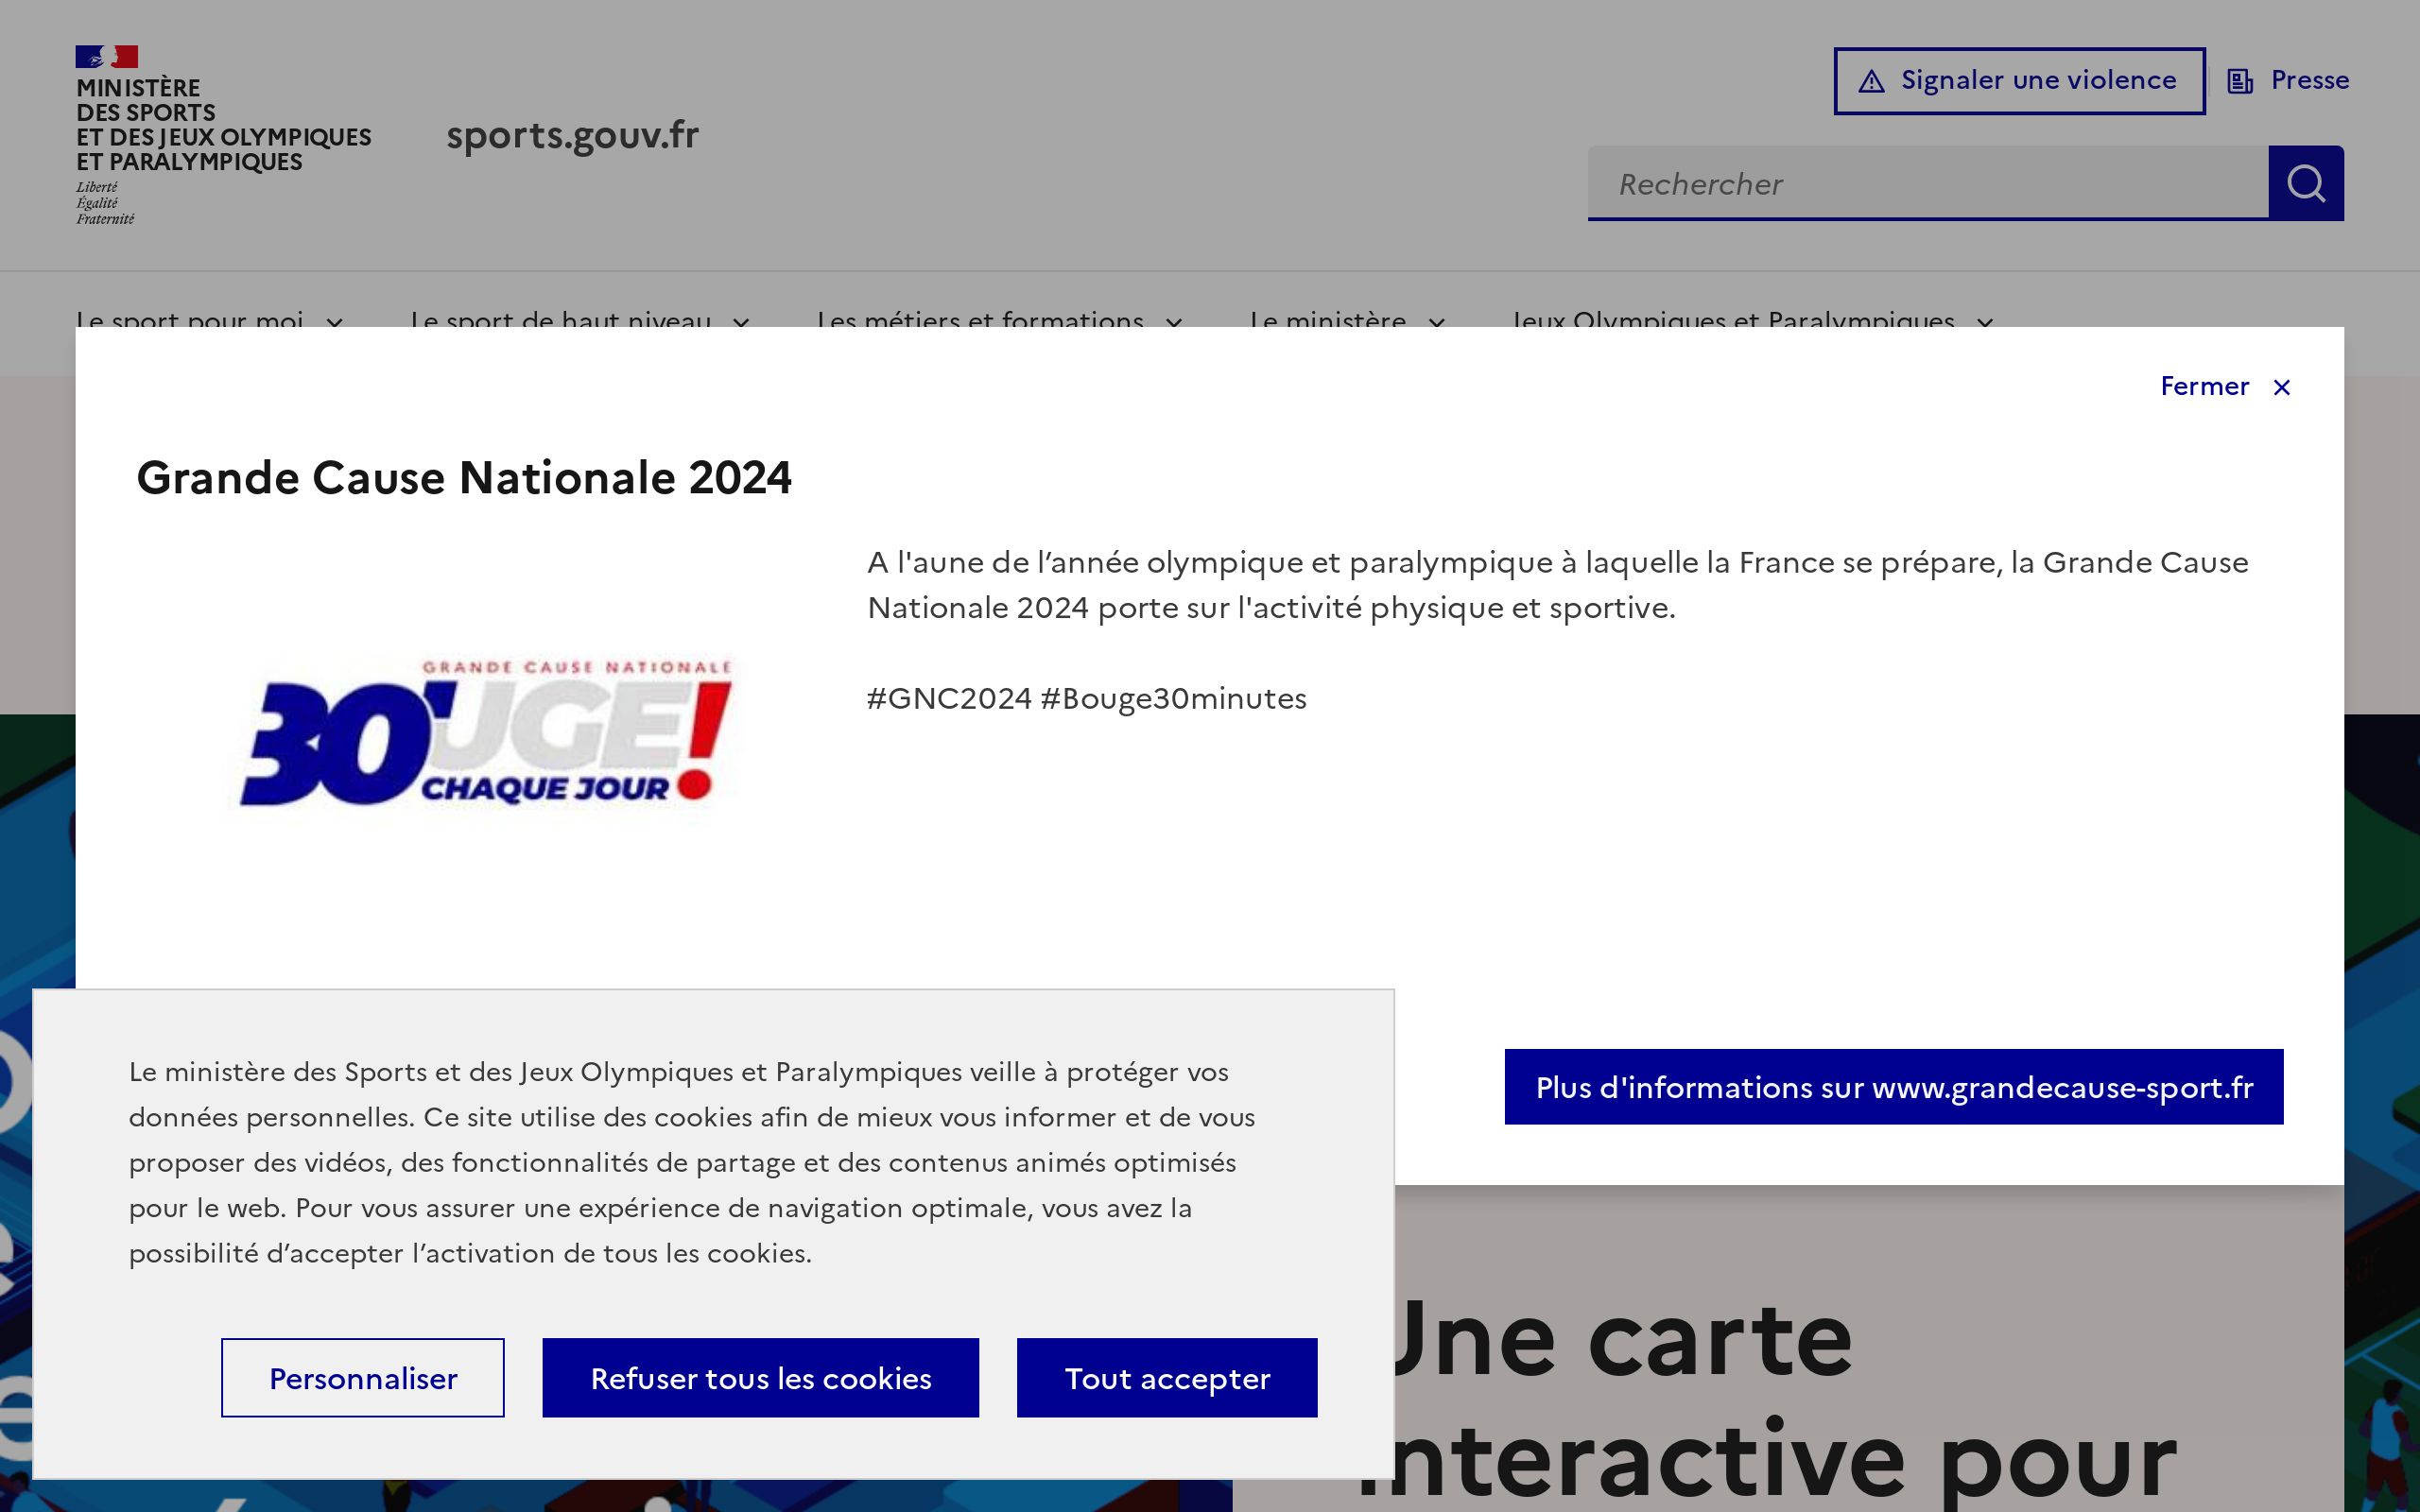 MINISTÈRE
DES SPORTS
ET DES JEUX OLYMPIQUES
ET PARALYMPIQUES
Liberté
Égalité
Fraternité
sports.gouv.fr
Signaler une violence
Presse
Rechercher
Le sport pour moi
Le sport de haut niveau
Les métiers et formations
Le ministère
Jeux Olympiques et Paralympiques
Fermer
Grande Cause Nationale 2024
GRANDE CAUSE NATIONALE
30'UGE!
CHAQUE JOUR
A l'aune de l’année olympique et paralympique à laquelle la France se prépare, la Grande Cause
Nationale 2024 porte sur l'activité physique et sportive.
#GNC2024 #Bouge30minutes
Plus d'informations sur www.grandecause-sport.fr
Le ministère des Sports et des Jeux Olympiques et Paralympiques veille à protéger vos
données personnelles. Ce site utilise des cookies afin de mieux vous informer et de vous
proposer des vidéos, des fonctionnalités de partage et des contenus animés optimisés
pour le web. Pour vous assurer une expérience de navigation optimale, vous avez la
possibilité d’accepter l’activation de tous les cookies.
Personnaliser
Refuser tous les cookies
Tout accepter
Une carte
interactive pour